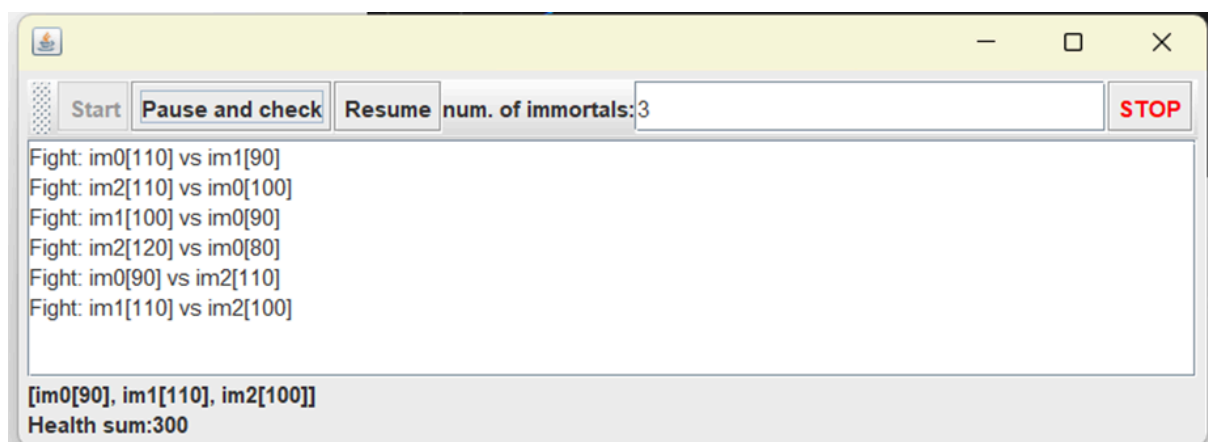 Start Pause and check Resume num. of immortals: 3 STOP
Fight: im0[110] vs im1[90]
Fight: im2[110] vs im0[100]
Fight: im1[100] vs im0[90]
Fight: im2[120] vs im0[80]
Fight: im0[90] vs im2[110]
Fight: im1[110] vs im2[100]
[im0[90], im1[110], im2[100]]
Health sum:300